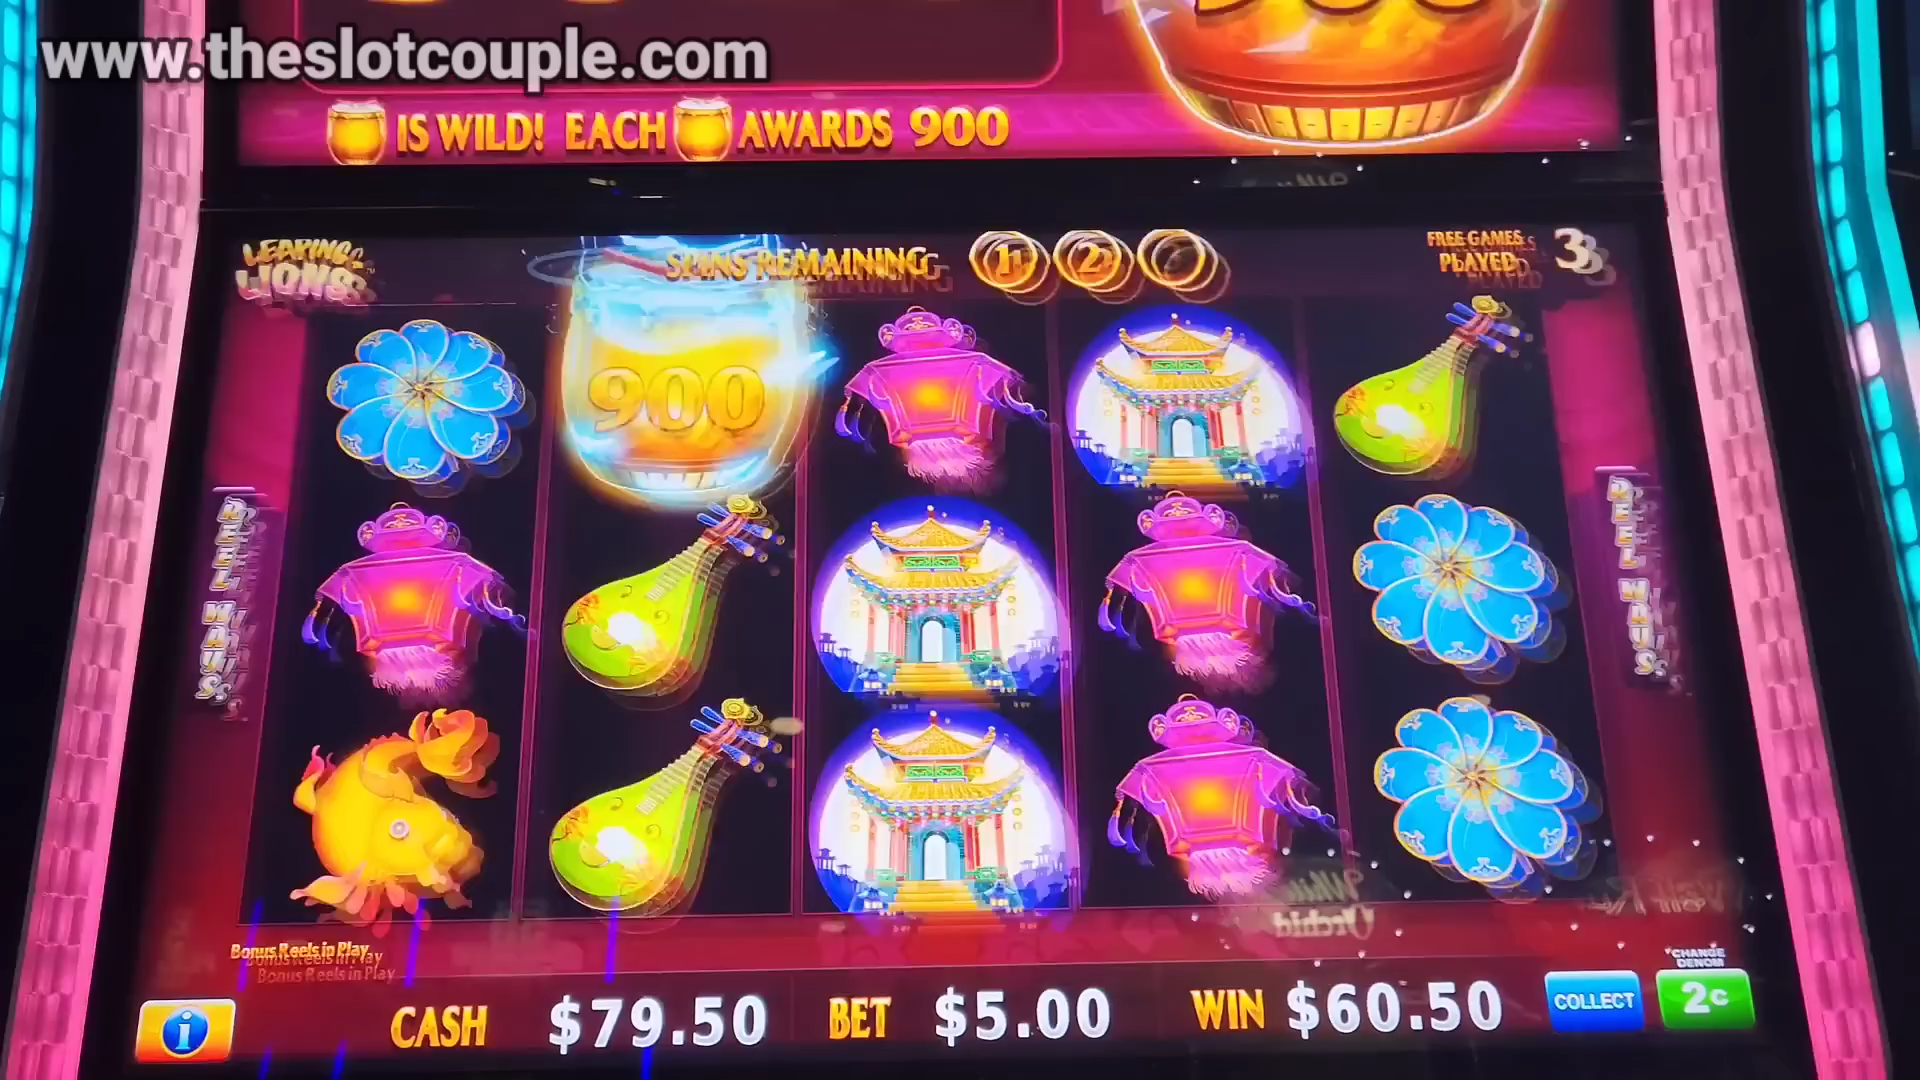 www.theslotcouple.com
IS WILD! EACH AWARDS 900
LEAPING LIONS
SPINS REMAINING 1 2
FREE GAMES PLAYED 3
900
REEL WAYS
REEL WAYS
White Orchid
Bonus Reels in Play
CASH $79.50 BET $5.00 WIN $60.50
COLLECT
CHANGE DENOM
2¢